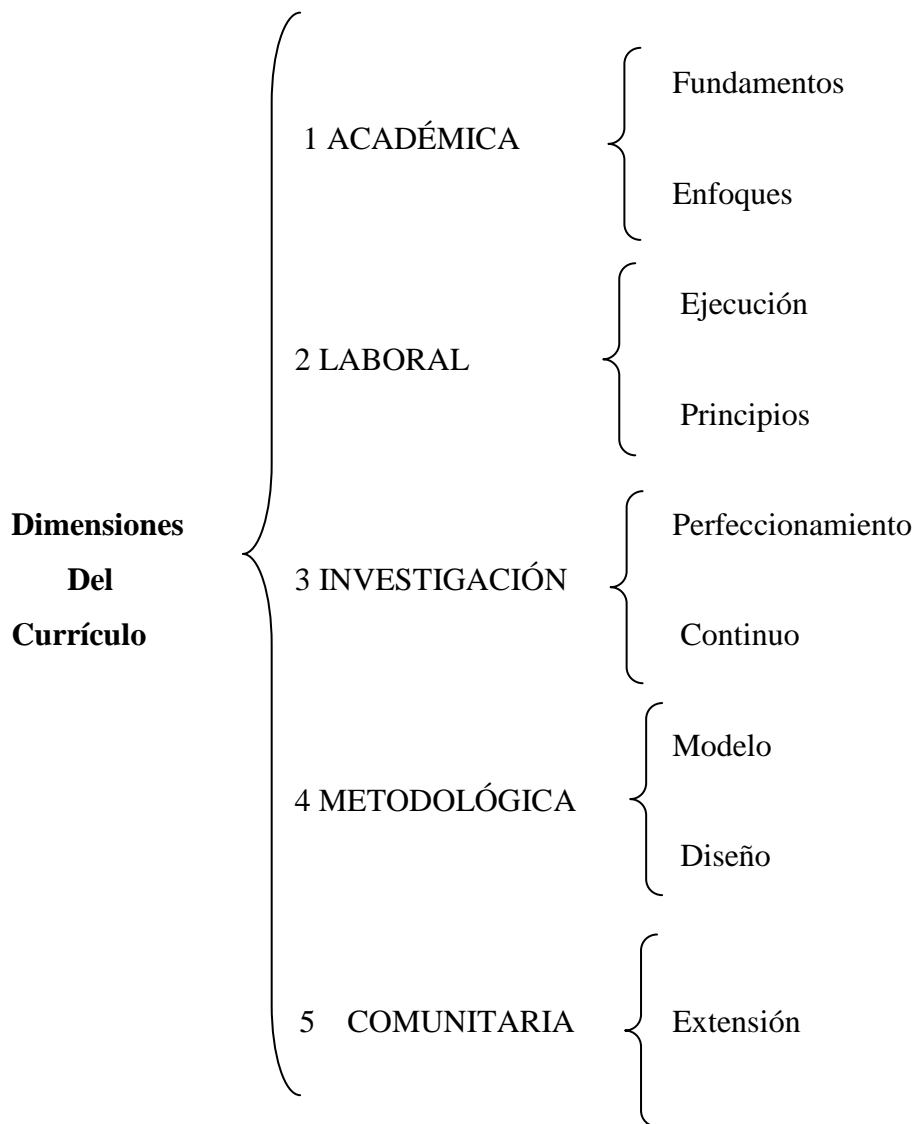 Dimensiones
Del
Currículo
1 ACADÉMICA
Fundamentos
Enfoques
2 LABORAL
Ejecución
Principios
3 INVESTIGACIÓN
Perfeccionamiento
Continuo
4 METODOLÓGICA
Modelo
Diseño
5 COMUNITARIA
Extensión